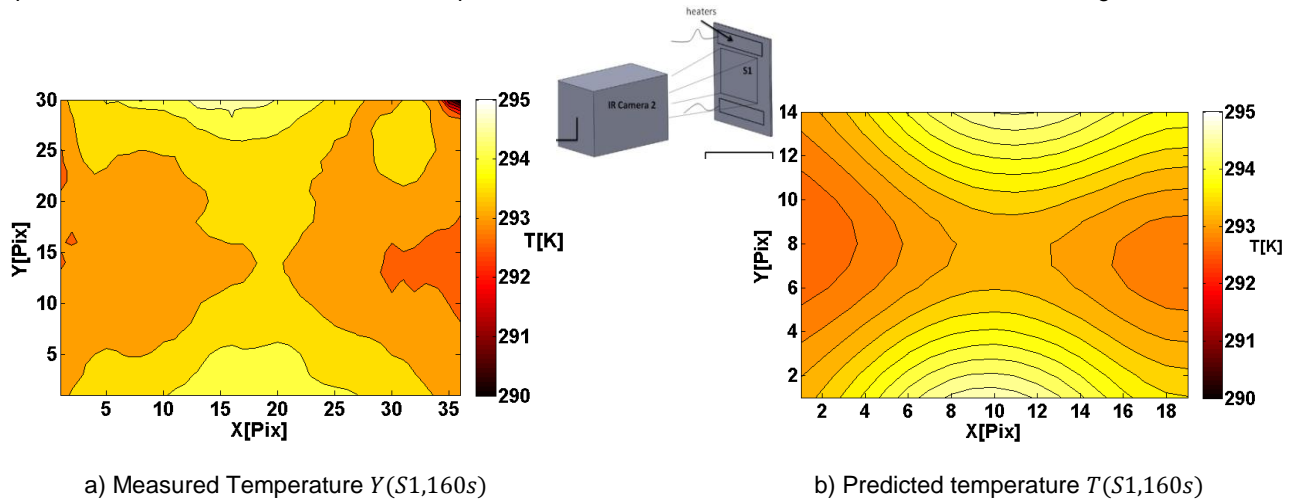 heaters
S1
IR Camera 2
30
25
20
15
10
5
Y[Pix]
5 10 15 20 25 30 35
X[Pix]
295
294
293
T[K]
292
291
290
14
12
10
8
6
4
2
Y[Pix]
2 4 6 8 10 12 14 16 18
X[Pix]
295
294
293
T[K]
292
291
290
a) Measured Temperature Y(S1,160s)
b) Predicted temperature T(S1,160s)